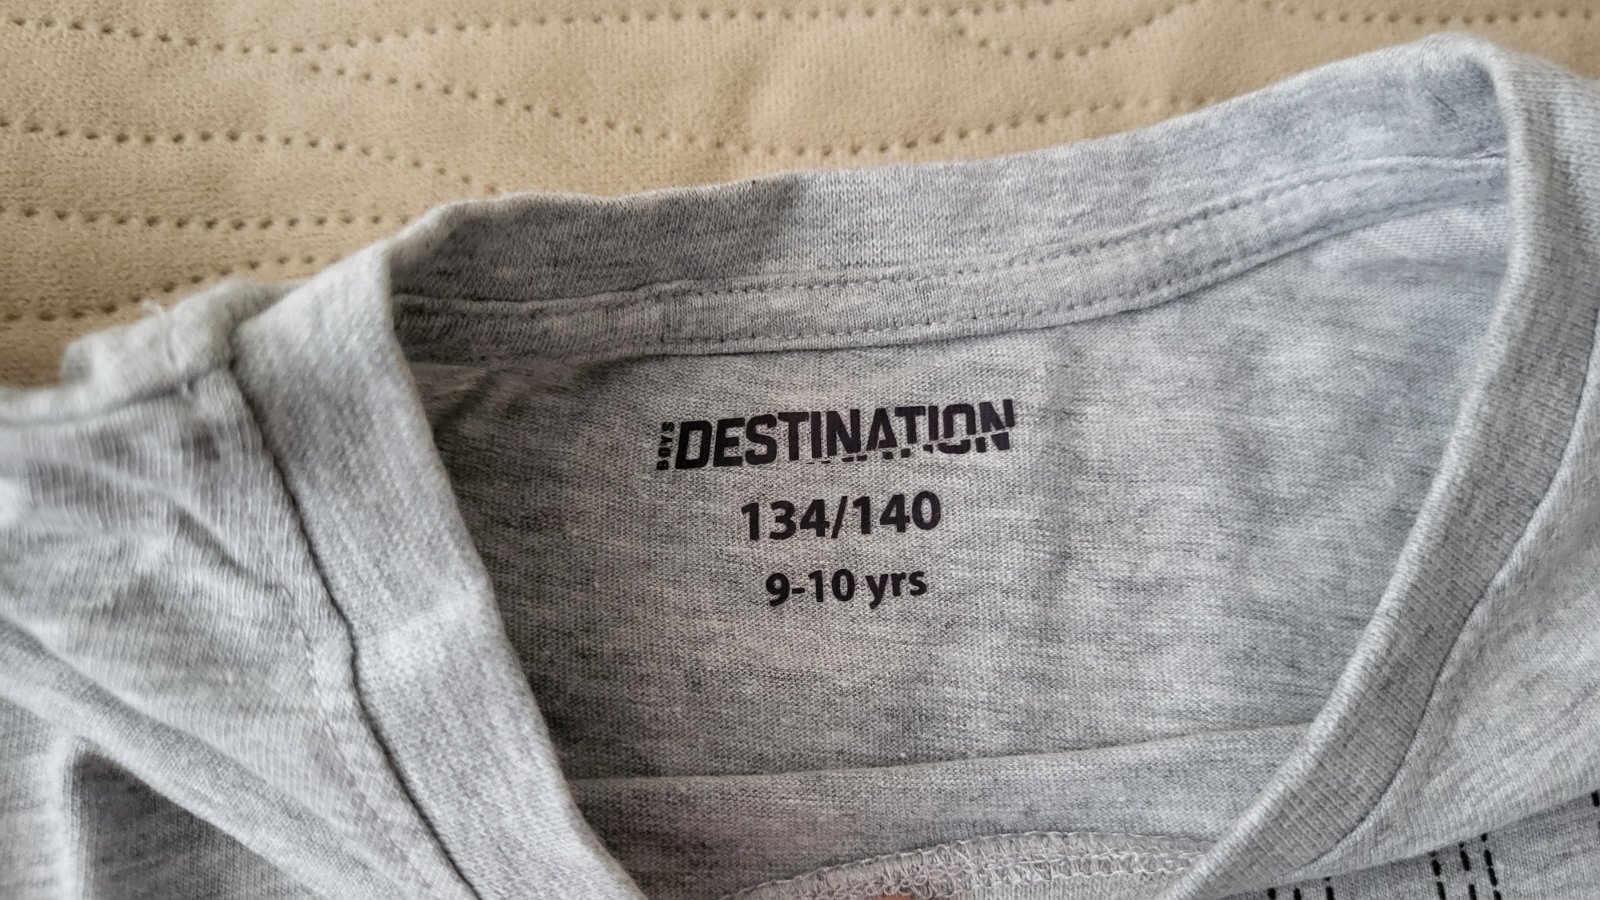 BOYS DESTINATION
134/140
9-10 yrs